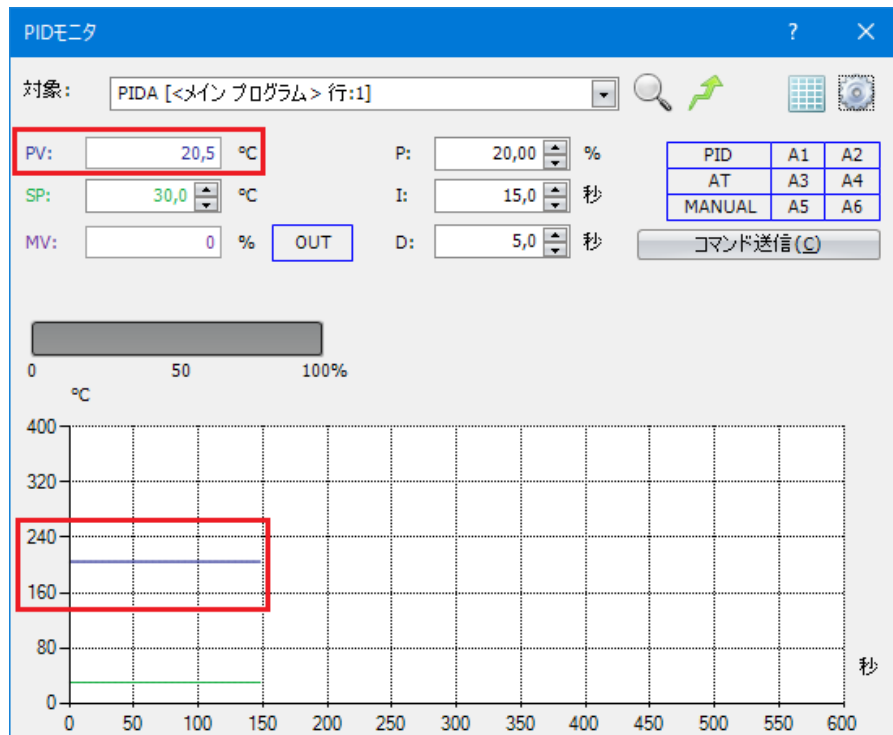 PIDモニタ ? ×
対象: PIDA [<メイン プログラム> 行:1]
PV: 20,5 ºC P: 20,00 % PID A1 A2
SP: 30,0 ºC I: 15,0 秒 AT A3 A4
MANUAL A5 A6
MV: 0 % OUT D: 5,0 秒 コマンド送信(C)
0 50 100%
ºC
400
320
240
160
80
秒
0
0 50 100 150 200 250 300 350 400 450 500 550 600